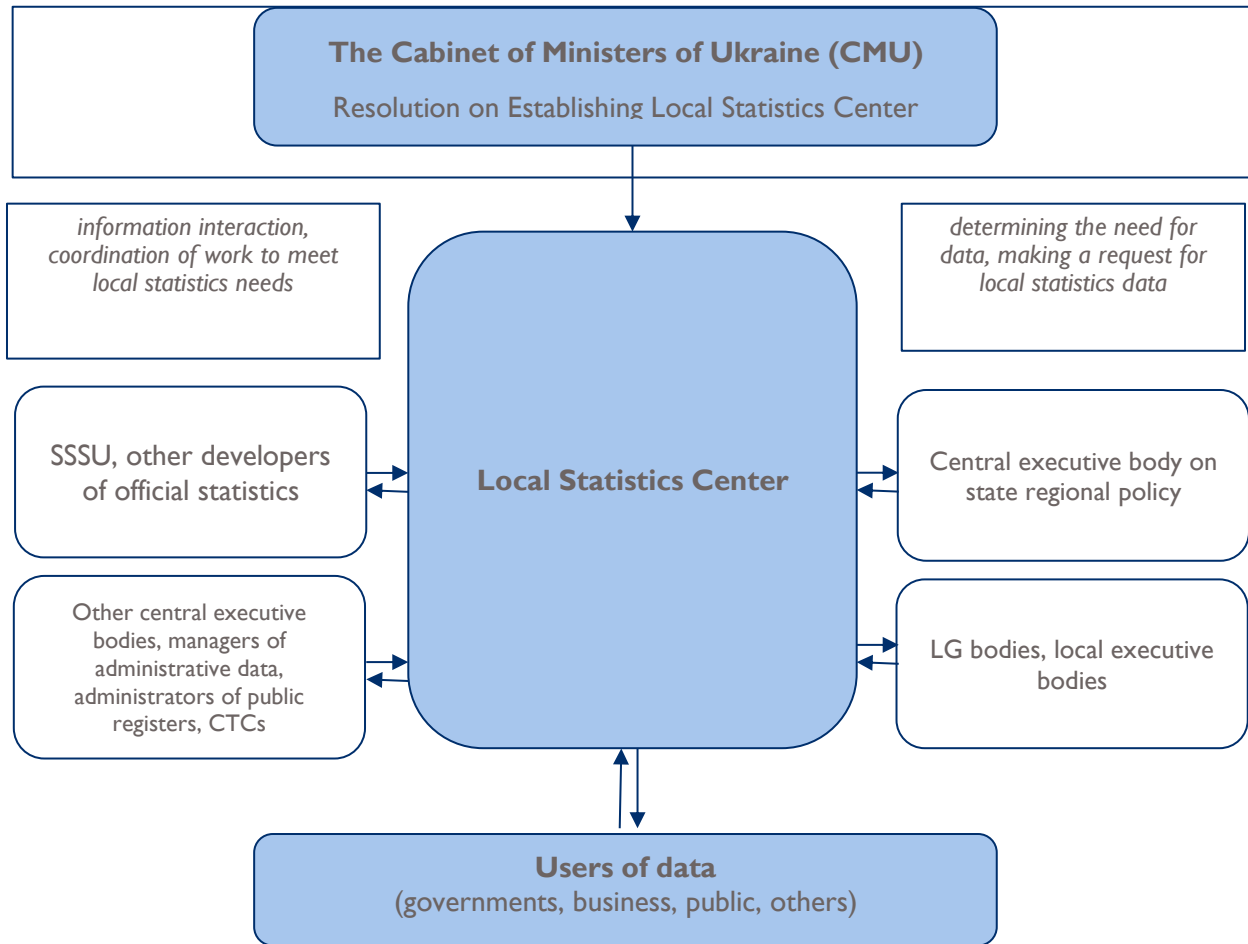 The Cabinet of Ministers of Ukraine (CMU)
Resolution on Establishing Local Statistics Center
information interaction,
coordination of work to meet
local statistics needs
determining the need for
data, making a request for
local statistics data
SSSU, other developers
of official statistics
Local Statistics Center
Central executive body on
state regional policy
Other central executive
bodies, managers of
administrative data,
administrators of public
registers, CTCs
LG bodies, local executive
bodies
Users of data
(governments, business, public, others)